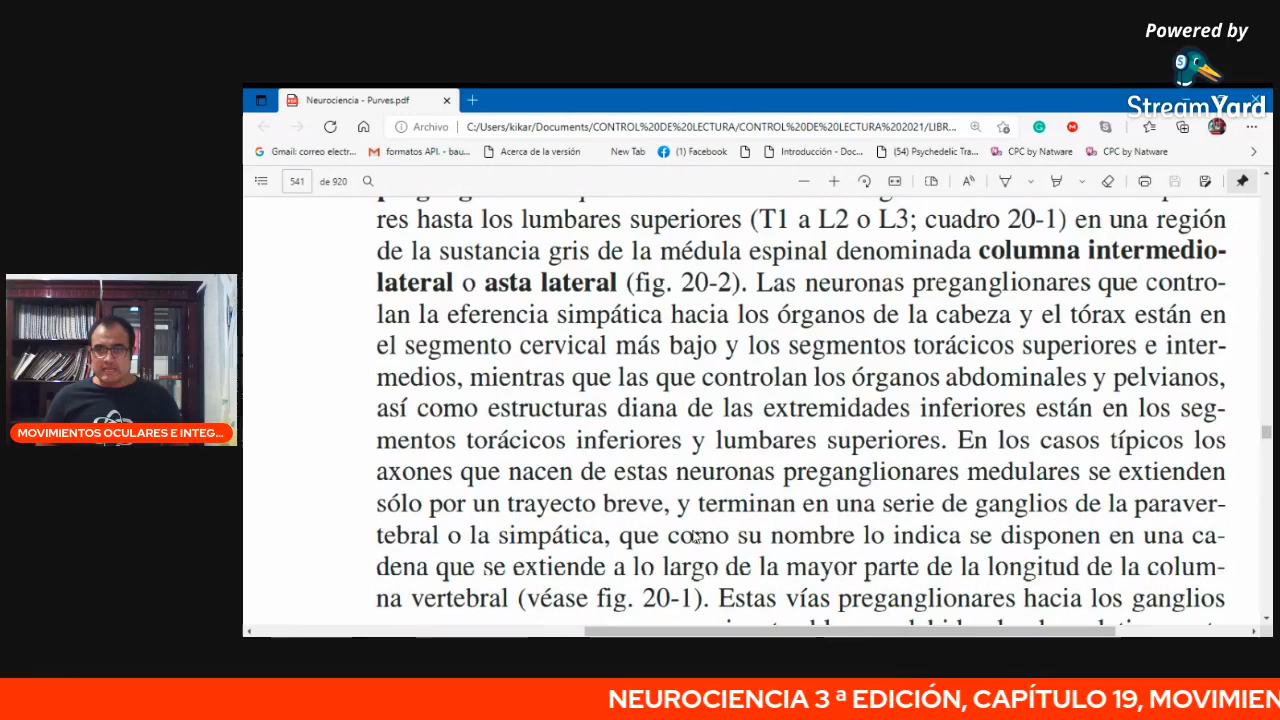 Powered by
StreamYard
Neurociencia - Purves.pdf
Archivo
C:/Users/kikar/Documents/CONTROL%20DE%20LECTURA/CONTROL%20DE%20LECTURA%202021/LIBR...
Gmail: correo electr...
formatos API. - bau...
Acerca de la versión
New Tab
(1) Facebook
Introducción - Doc...
(54) Psychedelic Tra...
CPC by Natware
CPC by Natware
541 de 920
res hasta los lumbares superiores (T1 a L2 o L3; cuadro 20-1) en una región
de la sustancia gris de la médula espinal denominada columna intermedio-
lateral o asta lateral (fig. 20-2). Las neuronas preganglionares que contro-
lan la eferencia simpática hacia los órganos de la cabeza y el tórax están en
el segmento cervical más bajo y los segmentos torácicos superiores e inter-
medios, mientras que las que controlan los órganos abdominales y pelvianos,
así como estructuras diana de las extremidades inferiores están en los seg-
mentos torácicos inferiores y lumbares superiores. En los casos típicos los
axones que nacen de estas neuronas preganglionares medulares se extienden
sólo por un trayecto breve, y terminan en una serie de ganglios de la paraver-
tebral o la simpática, que como su nombre lo indica se disponen en una ca-
dena que se extiende a lo largo de la mayor parte de la longitud de la colum-
na vertebral (véase fig. 20-1). Estas vías preganglionares hacia los ganglios
MOVIMIENTOS OCULARES E INTEG...
NEUROCIENCIA 3 ª EDICIÓN, CAPÍTULO 19, MOVIMIEN